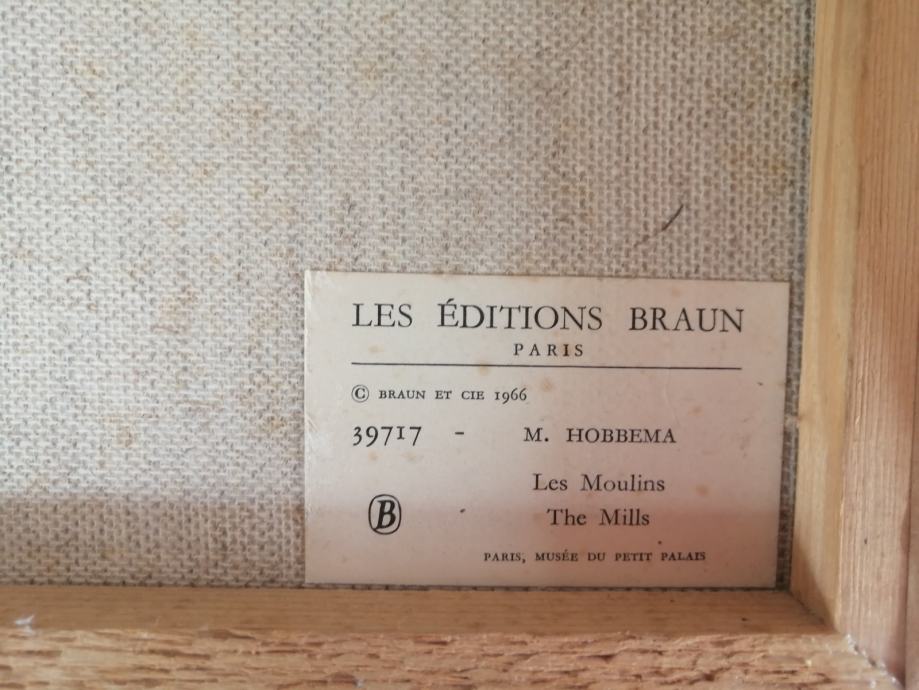 LES ÉDITIONS BRAUN
PARIS
© BRAUN ET CIE 1966
39717 - M. HOBBEMA
Les Moulins
B The Mills
PARIS, MUSÉE DU PETIT PALAIS